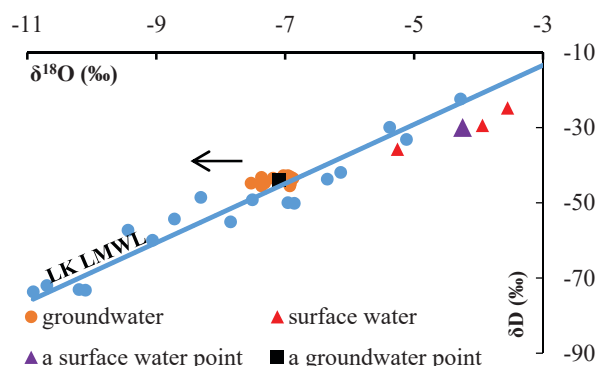 -11 -9 -7 -5 -3
-10
δ¹⁸O (‰)
-30
-50
LK LMWL
-70
δD (‰)
groundwater surface water
-90
a surface water point a groundwater point